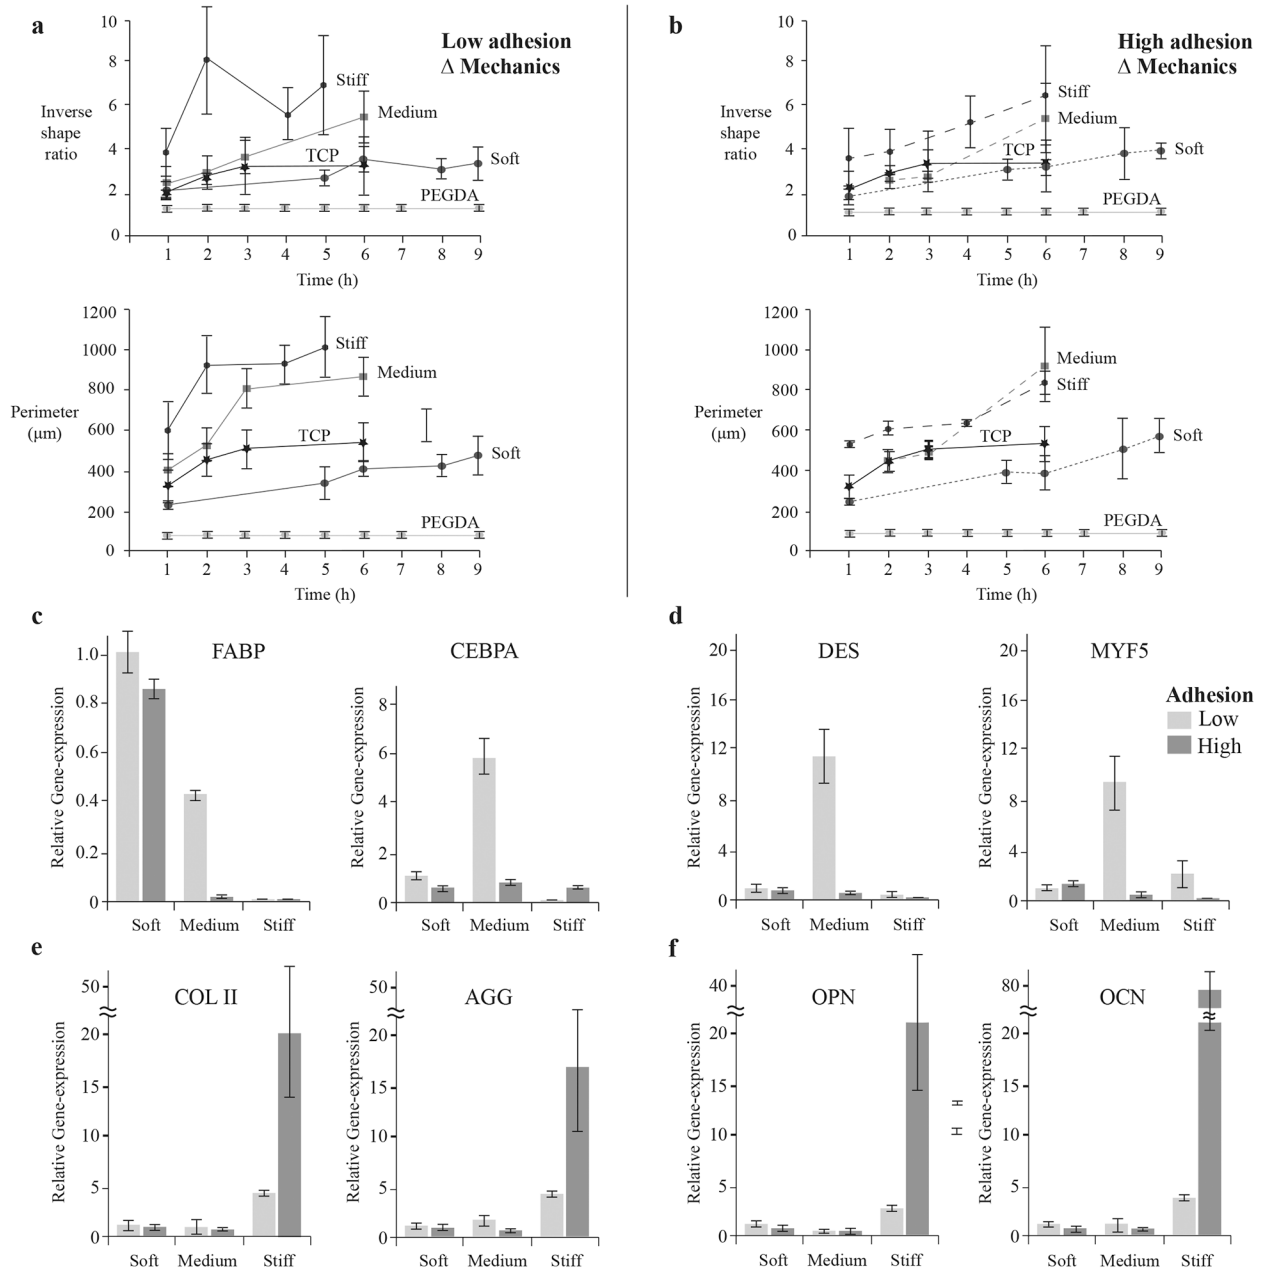 a
Low adhesion
Δ Mechanics
Inverse
shape
ratio
10
8
6
4
2
0
Stiff
Medium
TCP
Soft
PEGDA
1 2 3 4 5 6 7 8 9
Time (h)
Perimeter
(µm)
1200
1000
800
600
400
200
0
Stiff
Medium
TCP
Soft
PEGDA
1 2 3 4 5 6 7 8 9
Time (h)
b
High adhesion
Δ Mechanics
Inverse
shape
ratio
10
8
6
4
2
0
Stiff
Medium
TCP
Soft
PEGDA
1 2 3 4 5 6 7 8 9
Time (h)
Perimeter
(µm)
1200
1000
800
600
400
200
0
Medium
Stiff
TCP
Soft
PEGDA
1 2 3 4 5 6 7 8 9
Time (h)
c
FABP
Relative Gene-expression
1.0
0.8
0.6
0.4
0.2
0
Soft Medium Stiff
CEBPA
Relative Gene-expression
8
6
4
2
0
Soft Medium Stiff
d
DES
Relative Gene-expression
20
16
12
8
4
0
Soft Medium Stiff
MYF5
Relative Gene-expression
20
16
12
8
4
0
Soft Medium Stiff
Adhesion
Low
High
e
COL II
Relative Gene-expression
50
20
15
10
5
0
Soft Medium Stiff
AGG
Relative Gene-expression
50
20
15
10
5
0
Soft Medium Stiff
f
OPN
Relative Gene-expression
40
20
15
10
5
0
Soft Medium Stiff
OCN
Relative Gene-expression
80
20
15
10
5
0
Soft Medium Stiff